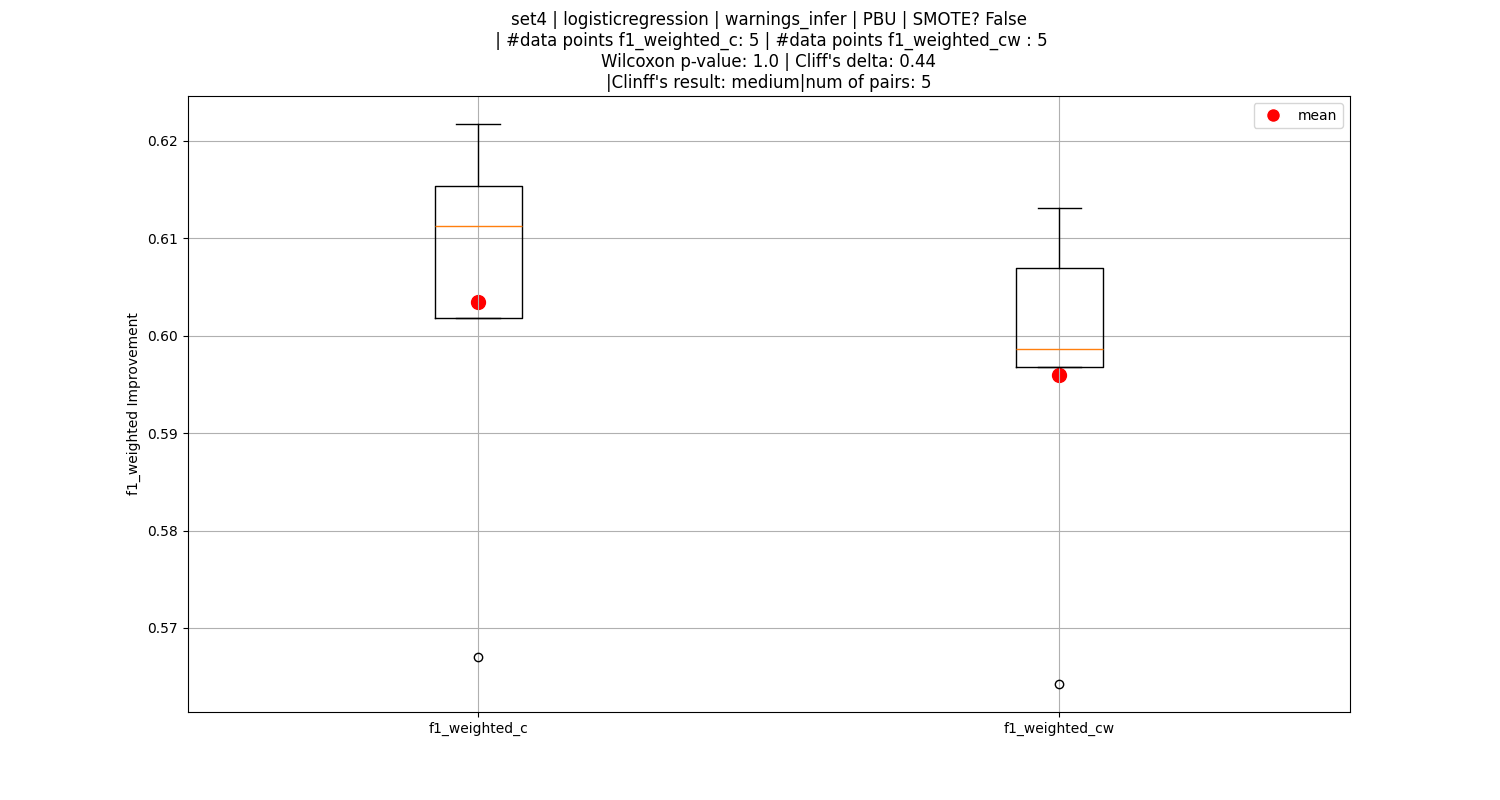 set4 | logisticregression | warnings_infer | PBU | SMOTE? False
| #data points f1_weighted_c: 5 | #data points f1_weighted_cw : 5
Wilcoxon p-value: 1.0 | Cliff's delta: 0.44
|Clinff's result: medium|num of pairs: 5
mean
0.62
0.61
0.60
0.59
0.58
0.57
f1_weighted Improvement
f1_weighted_c
f1_weighted_cw